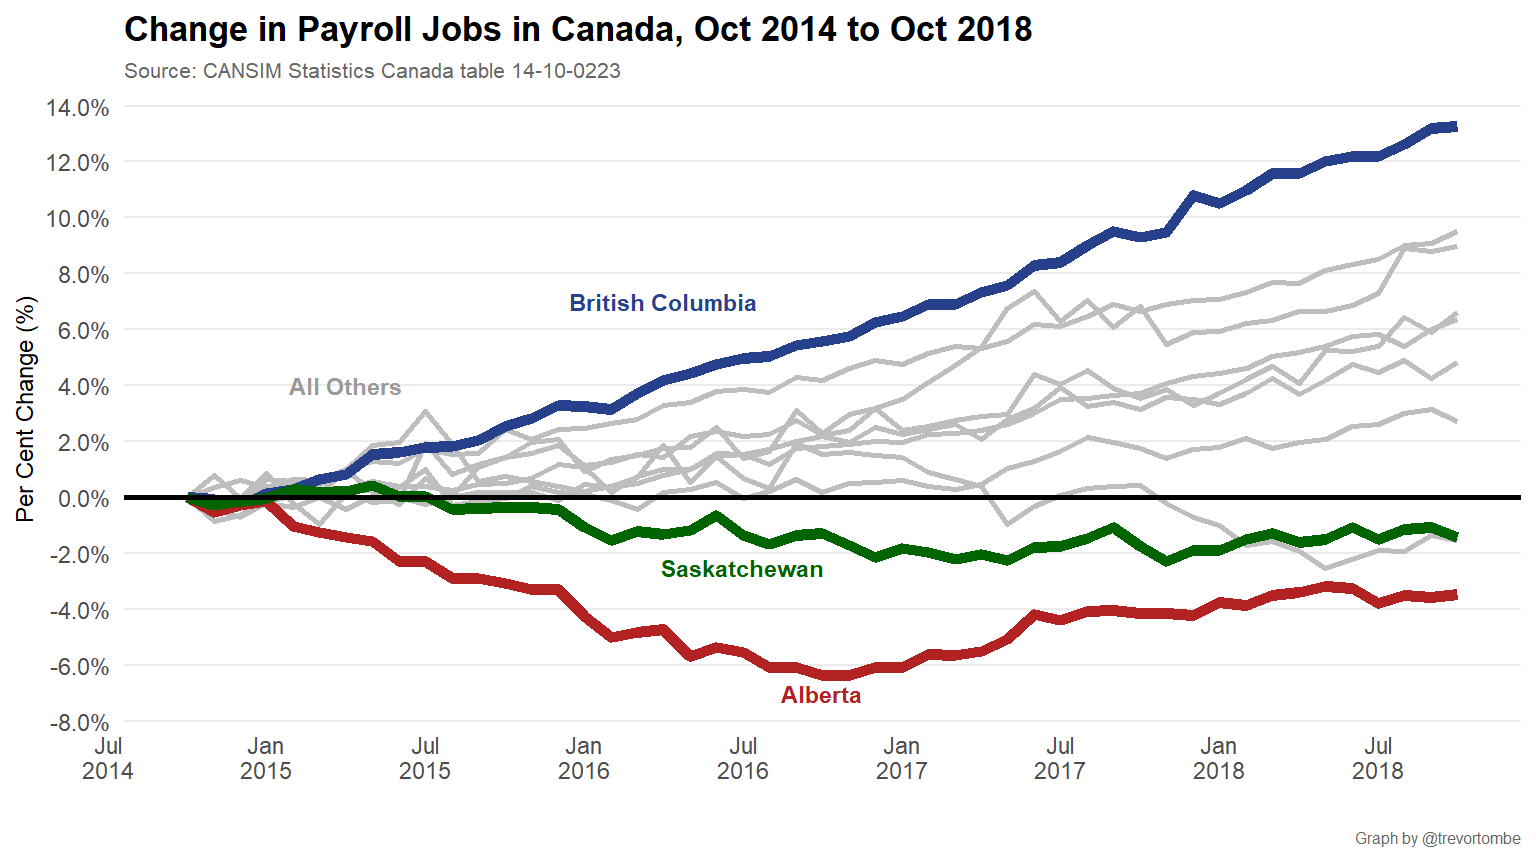 Change in Payroll Jobs in Canada, Oct 2014 to Oct 2018
Source: CANSIM Statistics Canada table 14-10-0223
Per Cent Change (%)
14.0%
12.0%
10.0%
8.0%
6.0%
4.0%
2.0%
0.0%
-2.0%
-4.0%
-6.0%
-8.0%
British Columbia
All Others
Saskatchewan
Alberta
Jul Jan Jul Jan Jul Jan Jul Jan Jul
2014 2015 2015 2016 2016 2017 2017 2018 2018
Graph by @trevortombe